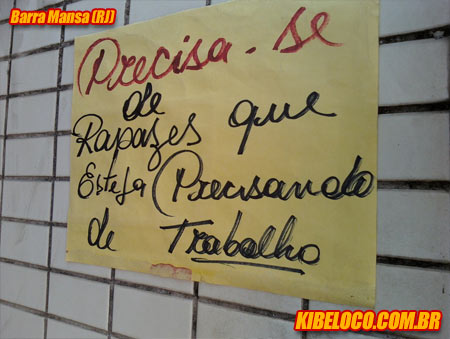 Barra Mansa (RJ)
Precisa-se
de
Rapazes que
Esteja Precisando
de Trabalho
KIBELOCO.COM.BR